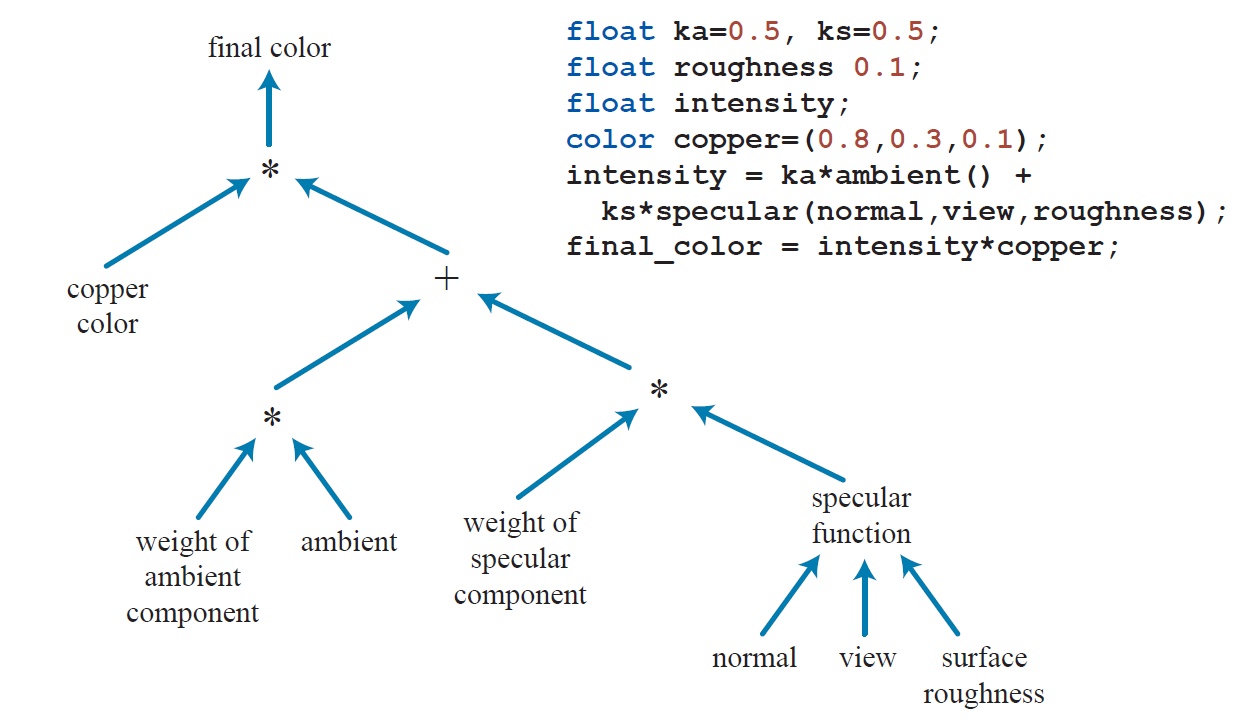 final color
*
copper
color
+
*
*
weight of
ambient
component
ambient
weight of
specular
component
specular
function
normal
view
surface
roughness
float ka=0.5, ks=0.5;
float roughness 0.1;
float intensity;
color copper=(0.8,0.3,0.1);
intensity = ka*ambient() +
ks*specular(normal,view,roughness);
final_color = intensity*copper;